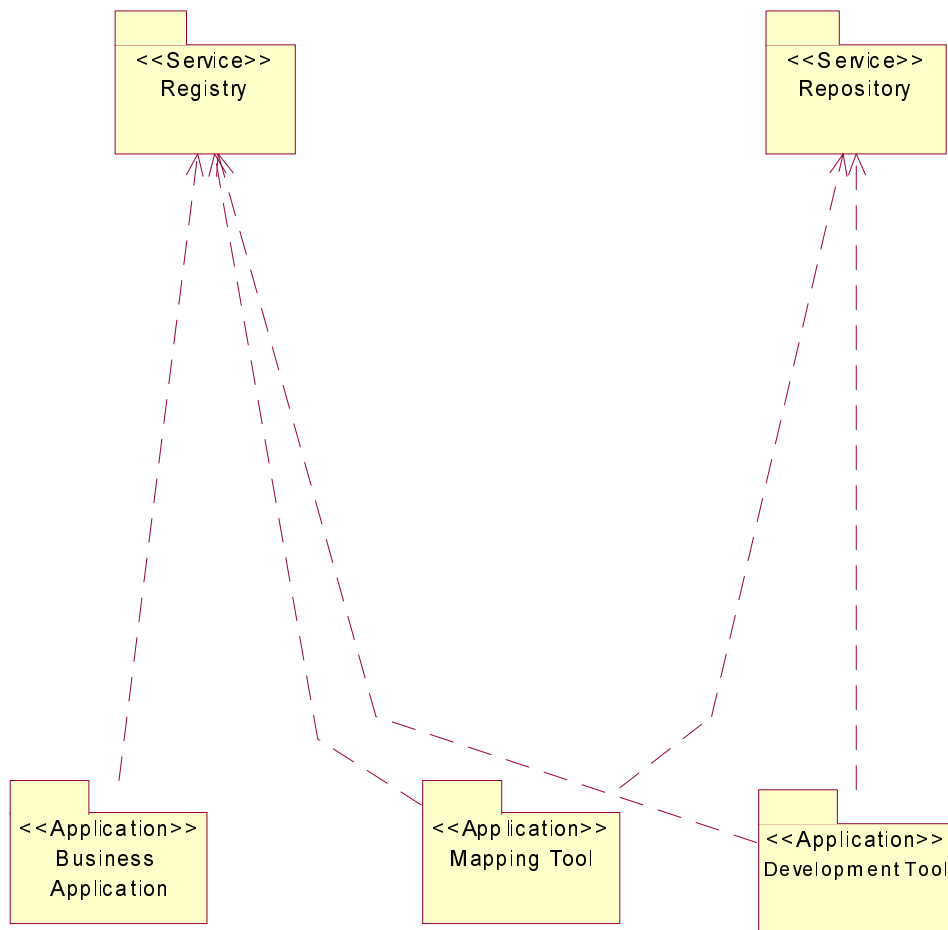 <<Service>>
Registry
<<Service>>
Repository
<<Application>>
Business
Application
<<Application>>
Mapping Tool
<<Application>>
Development Tool